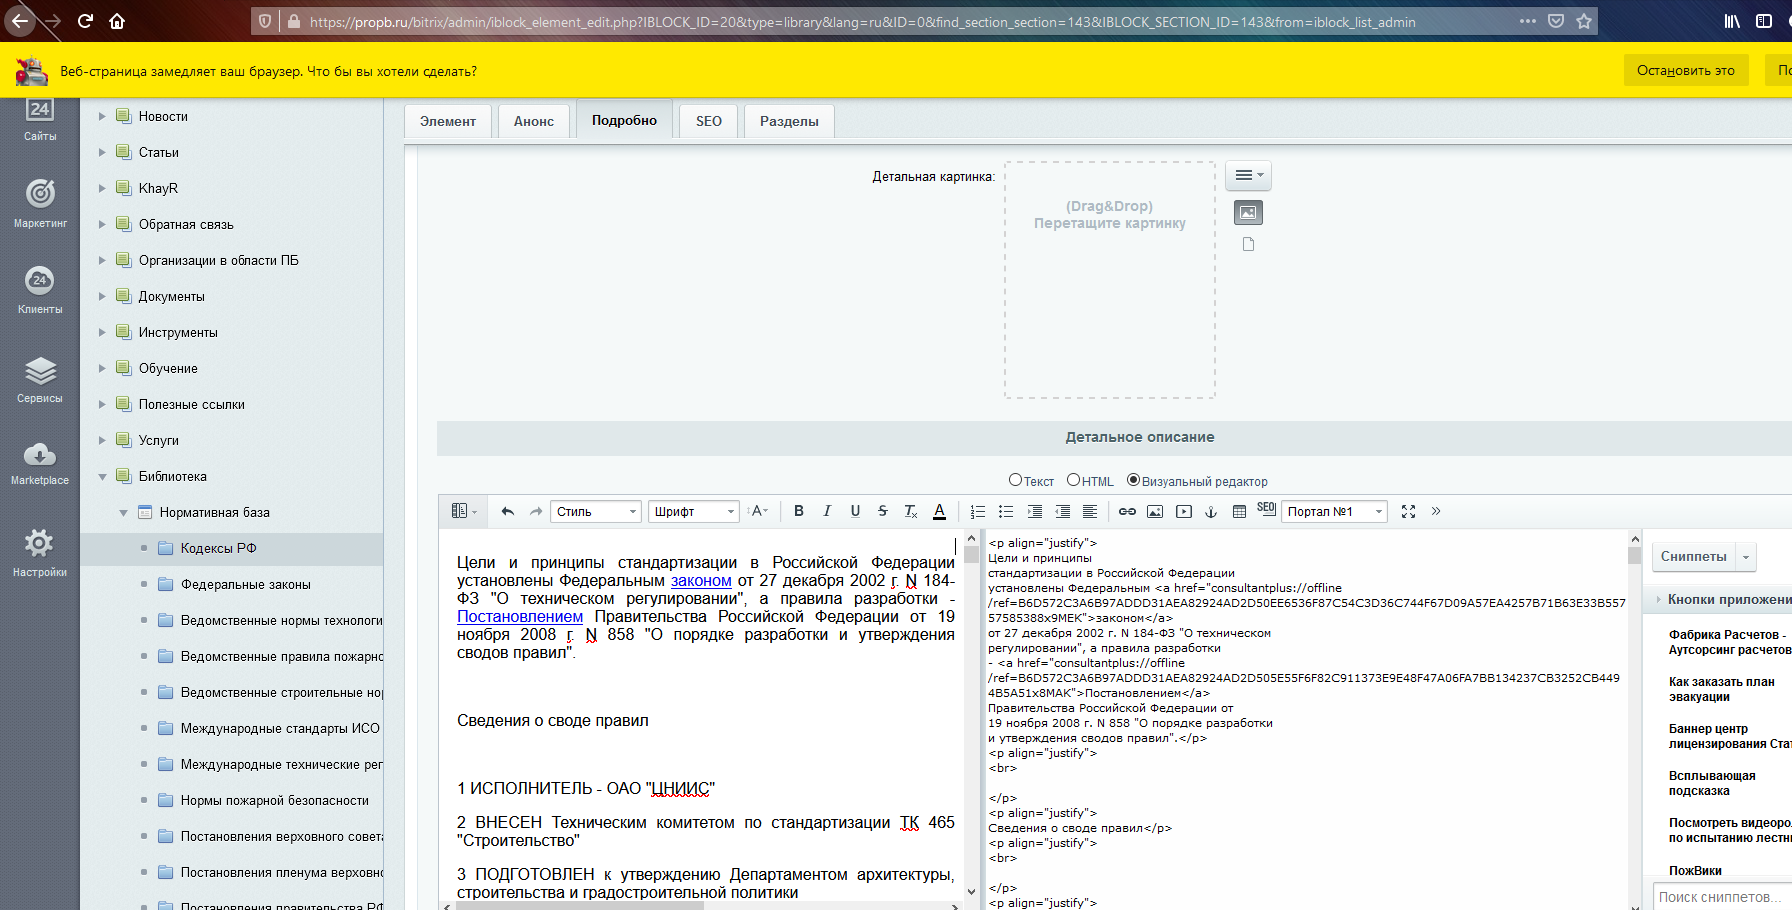 https://propb.ru/bitrix/admin/iblock_element_edit.php?IBLOCK_ID=20&type=library&lang=ru&ID=0&find_section_section=143&IBLOCK_SECTION_ID=143&from=iblock_list_admin
Веб-страница замедляет ваш браузер. Что бы вы хотели сделать?
Остановить это
24
Сайты
Маркетинг
24
Клиенты
Сервисы
Marketplace
Настройки
Новости
Статьи
KhayR
Обратная связь
Организации в области ПБ
Документы
Инструменты
Обучение
Полезные ссылки
Услуги
Библиотека
Нормативная база
Кодексы РФ
Федеральные законы
Ведомственные нормы технологи
Ведомственные правила пожарно
Ведомственные строительные нор
Международные стандарты ИСО
Международные технические рег
Нормы пожарной безопасности
Постановления верховного совета
Постановления пленума верховно
Постановления правительства РФ
Элемент
Анонс
Подробно
SEO
Разделы
Детальная картинка:
(Drag&Drop)
Перетащите картинку
Детальное описание
Текст
HTML
Визуальный редактор
Стиль
Шрифт
SEO
Портал №1
Цели и принципы стандартизации в Российской Федерации
установлены Федеральным законом от 27 декабря 2002 г. N 184-
ФЗ "О техническом регулировании", а правила разработки -
Постановлением Правительства Российской Федерации от 19
ноября 2008 г. N 858 "О порядке разработки и утверждения
сводов правил".
Сведения о своде правил
1 ИСПОЛНИТЕЛЬ - ОАО "ЦНИИС"
2 ВНЕСЕН Техническим комитетом по стандартизации ТК 465
"Строительство"
3 ПОДГОТОВЛЕН к утверждению Департаментом архитектуры,
строительства и градостроительной политики
<p align="justify">
Цели и принципы
стандартизации в Российской Федерации
установлены Федеральным <a href="consultantplus://offline
/ref=B6D572C3A6B97ADDD31AEA82924AD2D50EE6536F87C54C3D36C744F67D09A57EA4257B71B63E33B557
57585388x9MEK">законом</a>
от 27 декабря 2002 г. N 184-ФЗ "О техническом
регулировании", а правила разработки
- <a href="consultantplus://offline
/ref=B6D572C3A6B97ADDD31AEA82924AD2D505E55F6F82C911373E9E48F47A06FA7BB134237CB3252CB449
4B5A51x8MAK">Постановлением</a>
Правительства Российской Федерации от
19 ноября 2008 г. N 858 "О порядке разработки
и утверждения сводов правил".</p>
<p align="justify">
<br>
</p>
<p align="justify">
Сведения о своде правил</p>
<p align="justify">
<br>
</p>
<p align="justify">
Сниппеты
Кнопки приложени
Фабрика Расчетов -
Аутсорсинг расчетов
Как заказать план
эвакуации
Баннер центр
лицензирования Стат
Всплывающая
подсказка
Посмотреть видеорол
по испытанию лестн
ПожВики
Поиск сниппетов...